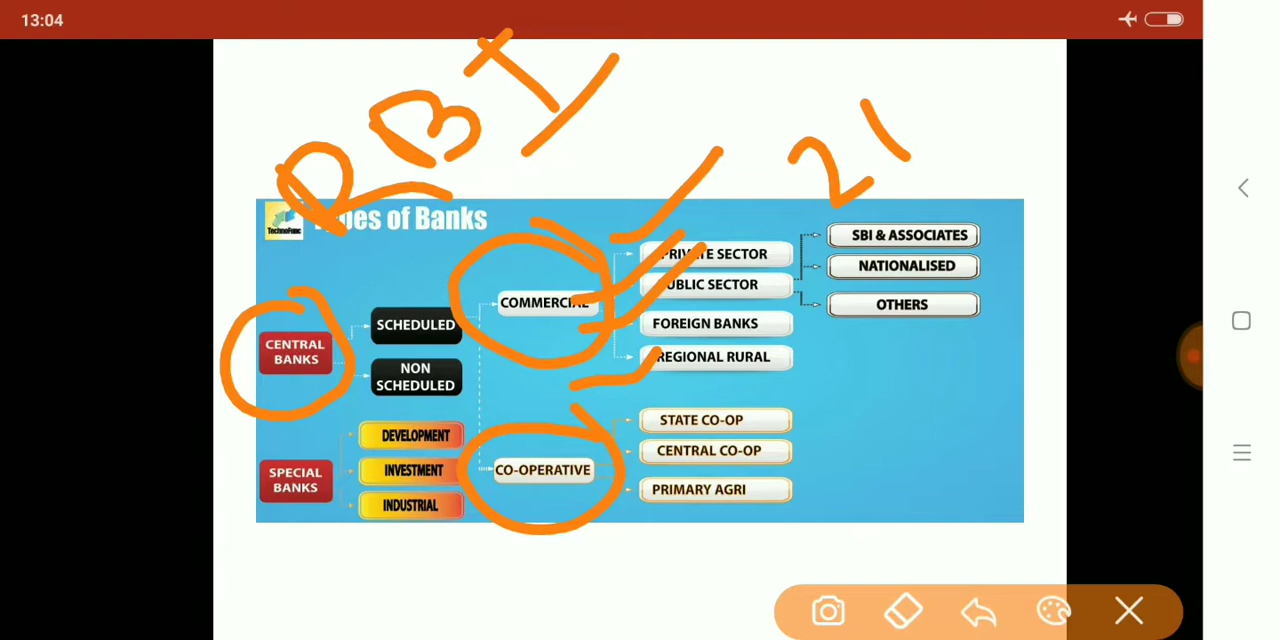 13:04
RBI
21
TechnoFunc
Types of Banks
SBI & ASSOCIATES
PRIVATE SECTOR
NATIONALISED
PUBLIC SECTOR
COMMERCIAL
OTHERS
SCHEDULED
FOREIGN BANKS
CENTRAL
BANKS
REGIONAL RURAL
NON
SCHEDULED
STATE CO-OP
DEVELOPMENT
CENTRAL CO-OP
SPECIAL
BANKS
INVESTMENT
CO-OPERATIVE
PRIMARY AGRI
INDUSTRIAL